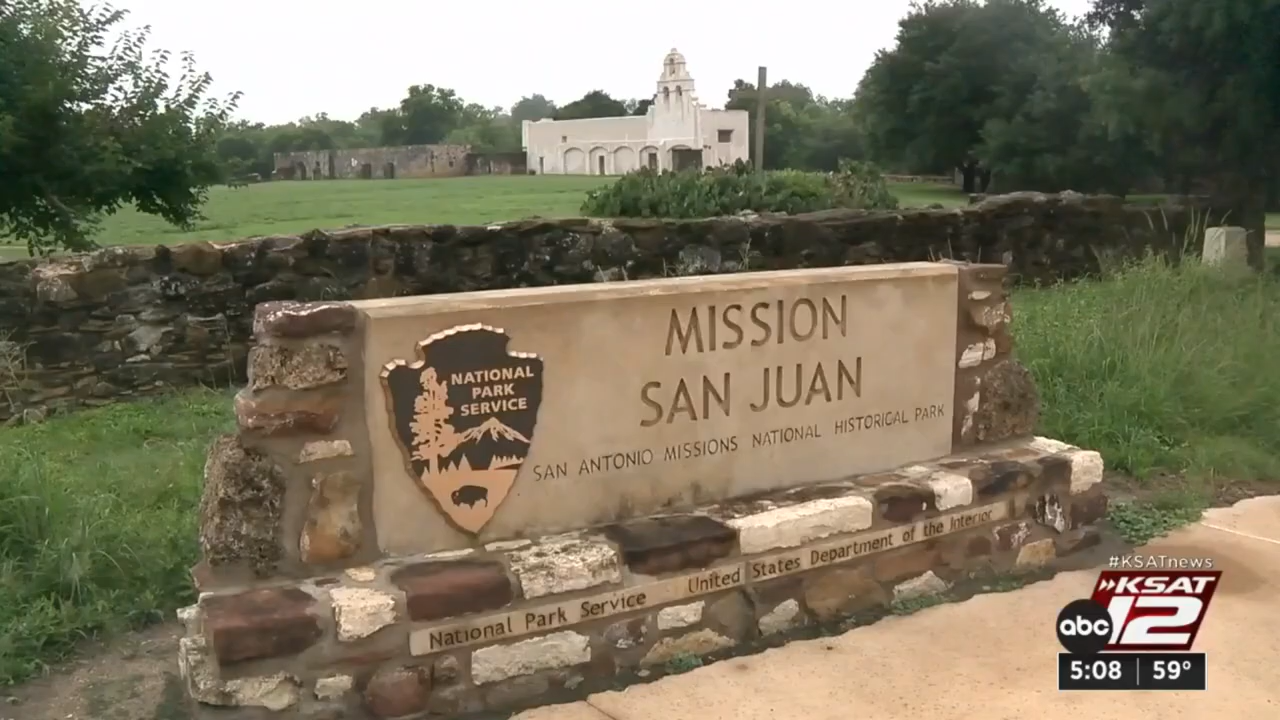 MISSION
SAN JUAN
SAN ANTONIO MISSIONS NATIONAL HISTORICAL PARK
NATIONAL
PARK
SERVICE
National Park Service United States Department of the Interior
#KSATnews
KSAT
abc 12
5:08 59°